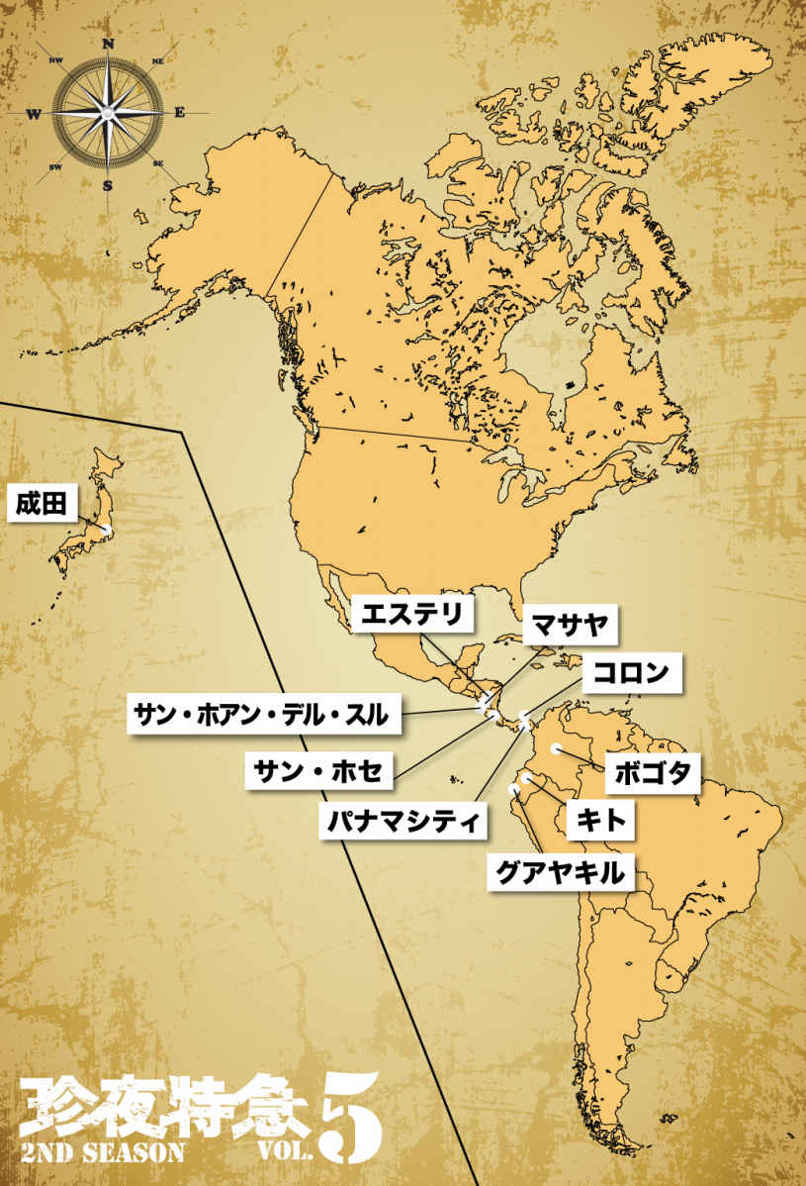 N
NW
NE
W
E
SW
SE
S
成田
エステリ
マサヤ
コロン
サン・ホアン・デル・スル
サン・ホセ
ボゴタ
パナマシティ
キト
グアヤキル
珍夜特急
2ND SEASON VOL.5